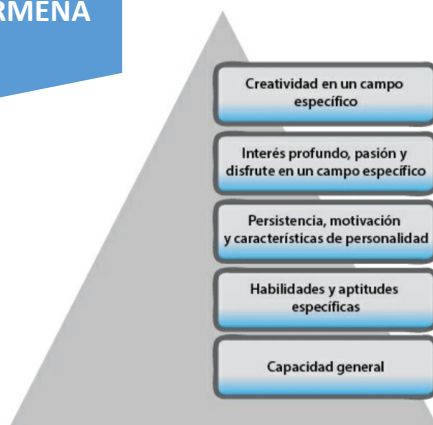 RMENA
Creatividad en un campo
específico
Interés profundo, pasión y
disfrute en un campo específico
Persistencia, motivación
y características de personalidad
Habilidades y aptitudes
específicas
Capacidad general